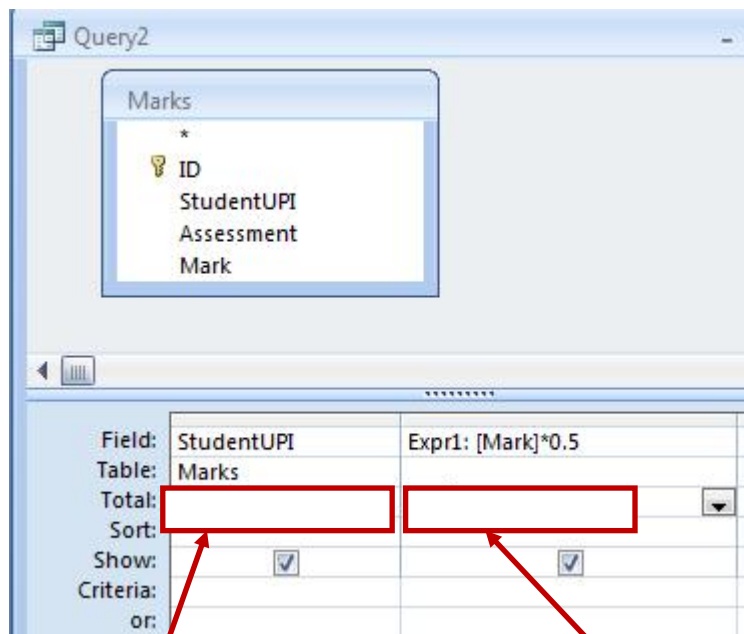 Query2
Marks
*
ID
StudentUPI
Assessment
Mark
Field: StudentUPI Expr1: [Mark]*0.5
Table: Marks
Total:
Sort:
Show:
Criteria:
or: